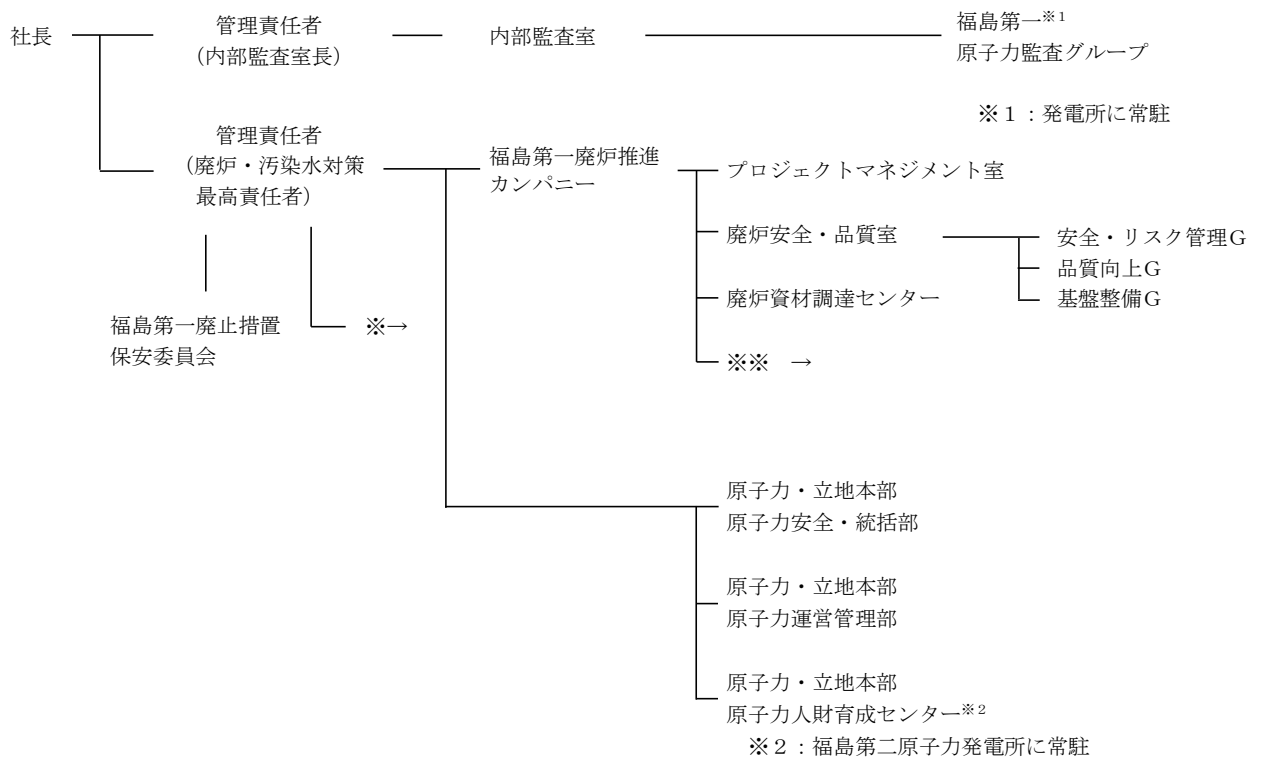 社長
管理責任者
(内部監査室長)
内部監査室
福島第一※1
原子力監査グループ
※1:発電所に常駐
管理責任者
(廃炉・汚染水対策
最高責任者)
福島第一廃炉推進
カンパニー
プロジェクトマネジメント室
廃炉安全・品質室
安全・リスク管理G
品質向上G
基盤整備G
廃炉資材調達センター
福島第一廃止措置
保安委員会
※→
※※ →
原子力・立地本部
原子力安全・統括部
原子力・立地本部
原子力運営管理部
原子力・立地本部
原子力人財育成センター※2
※2:福島第二原子力発電所に常駐